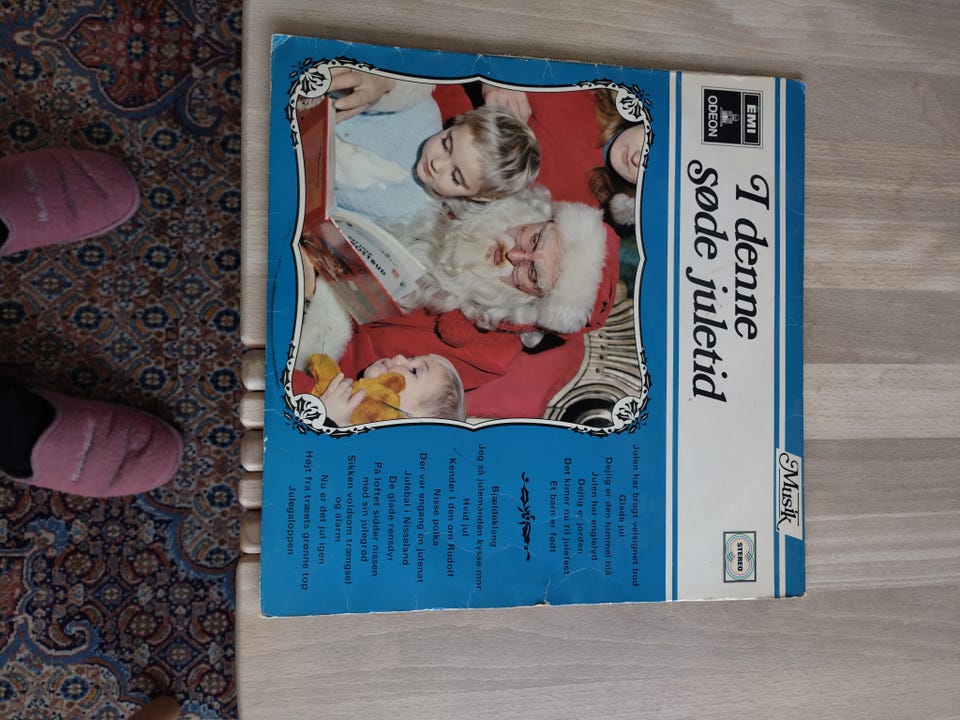 EMI
ODEON
I denne
søde juletid
Musik
STEREO
Julen har bragt velsignet bud
Glade jul
Dejlig er den himmel blå
Julen har englelyd
Dejlig er jorden
Det kimer nu til julefest
Et barn er født
Bjældeklang
Jeg så julemanden kysse mor
Hvid jul
Kender I den om Rudolf
Nisse polka
Der var engang en julenat
Julebal i Nisseland
De glade rensdyr
På loftet sidder nissen
med sin julegrød
Sikken voldsom trængsel
og alarm
Nu er det jul igen
Højt fra træets grønne top
Julegaloppen